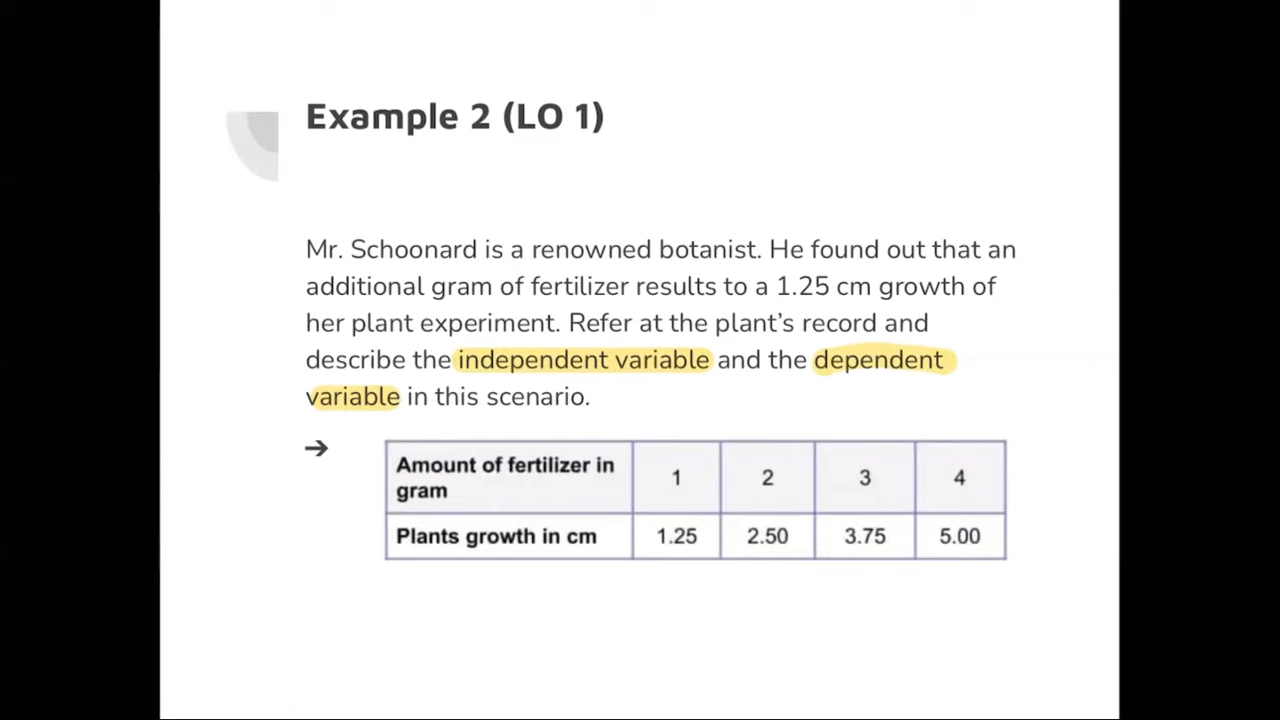 Example 2 (LO 1)
Mr. Schoonard is a renowned botanist. He found out that an
additional gram of fertilizer results to a 1.25 cm growth of
her plant experiment. Refer at the plant’s record and
describe the independent variable and the dependent
variable in this scenario.
➔
Amount of fertilizer in gram 1 2 3 4
Plants growth in cm 1.25 2.50 3.75 5.00